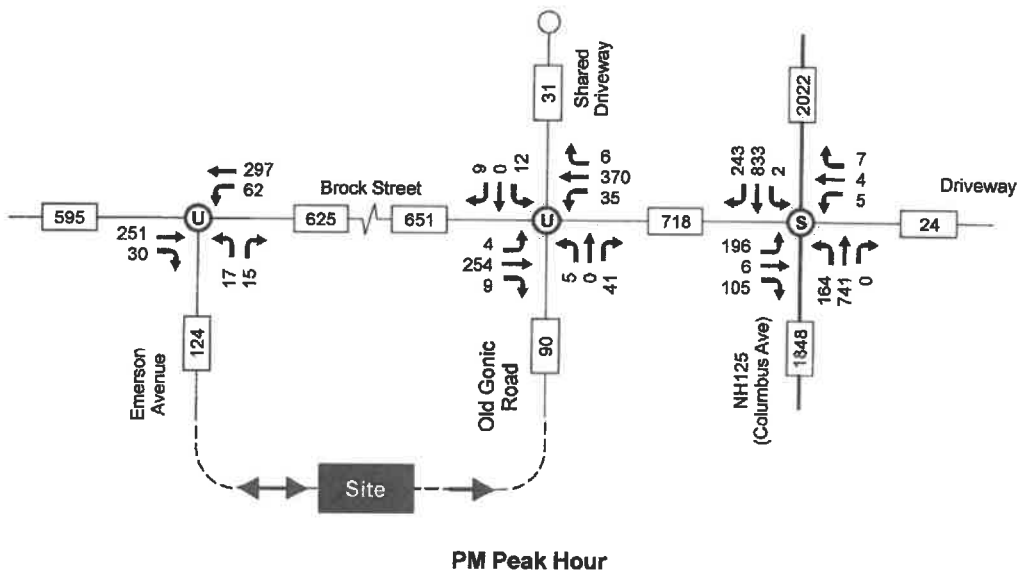 31
Shared
Driveway
2022
9
0
12
6
370
35
243
833
2
7
4
5
Driveway
297
62
Brock Street
595
U
625
651
U
718
S
24
251
30
17
15
4
254
9
5
0
41
196
6
105
164
741
0
124
Emerson
Avenue
90
Old Gonic
Road
1848
NH125
(Columbus Ave)
Site
PM Peak Hour